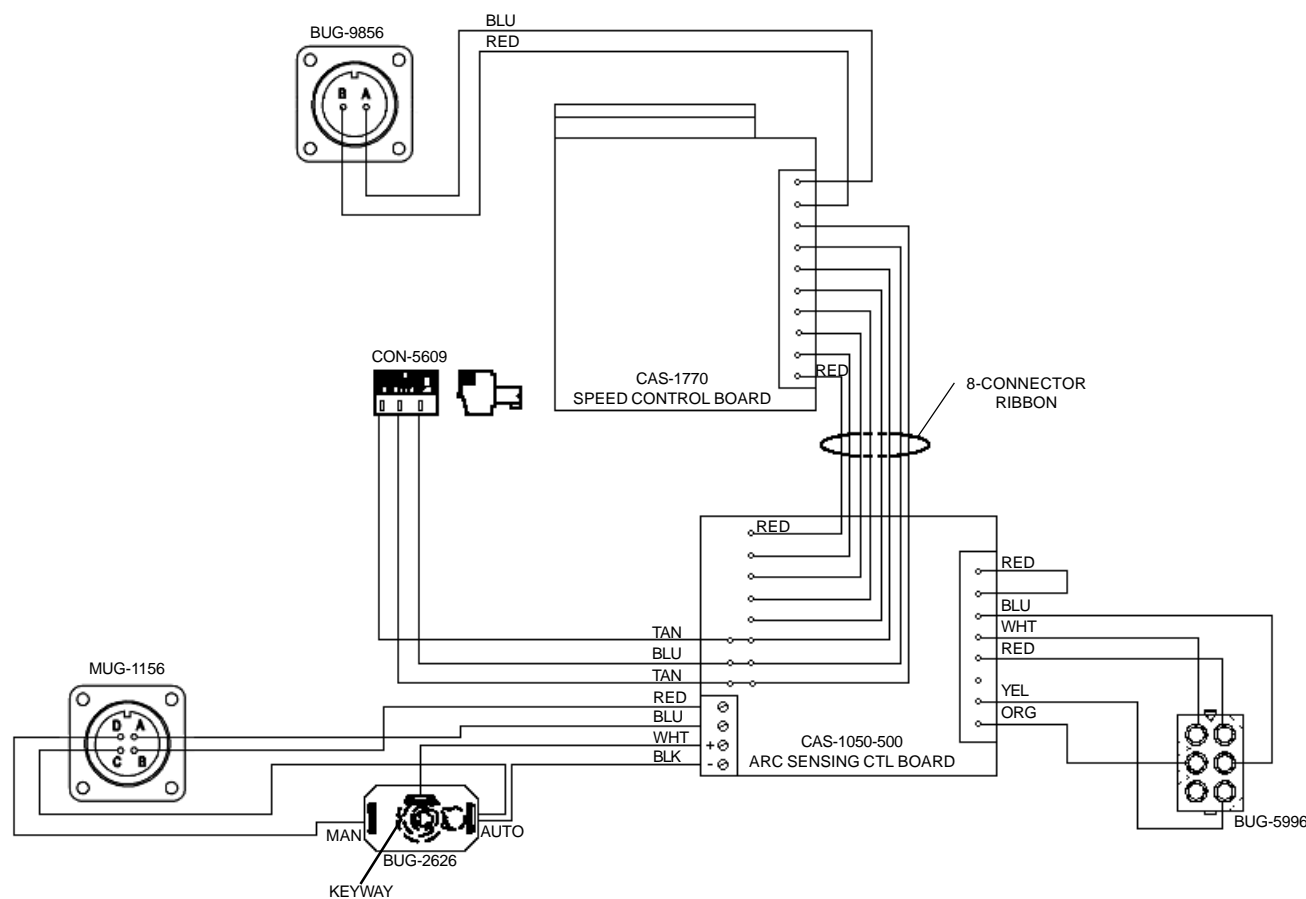 BLU
BUG-9856
RED
B A
CON-5609
RED
CAS-1770
SPEED CONTROL BOARD
8-CONNECTOR
RIBBON
RED
RED
BLU
TAN
WHT
BLU
RED
MUG-1156
TAN
RED
YEL
D A
BLU
ORG
WHT
+
CAS-1050-500
C B
BLK
-
ARC SENSING CTL BOARD
MAN
AUTO
BUG-5996
BUG-2626
KEYWAY